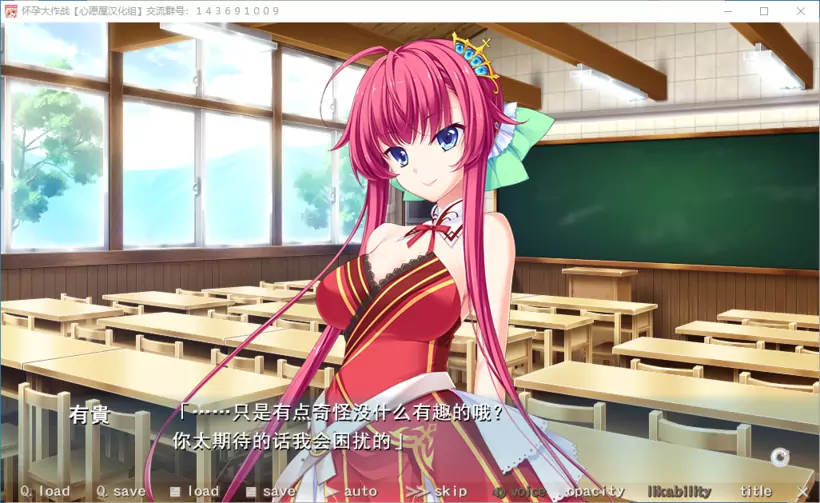 怀孕大作战【心愿屋汉化组】交流群号：143691009
有貴
「……只是有点奇怪没什么有趣的哦？
你太期待的话我会困扰的」
Q. load Q. save load save auto skip voice opacity likability title